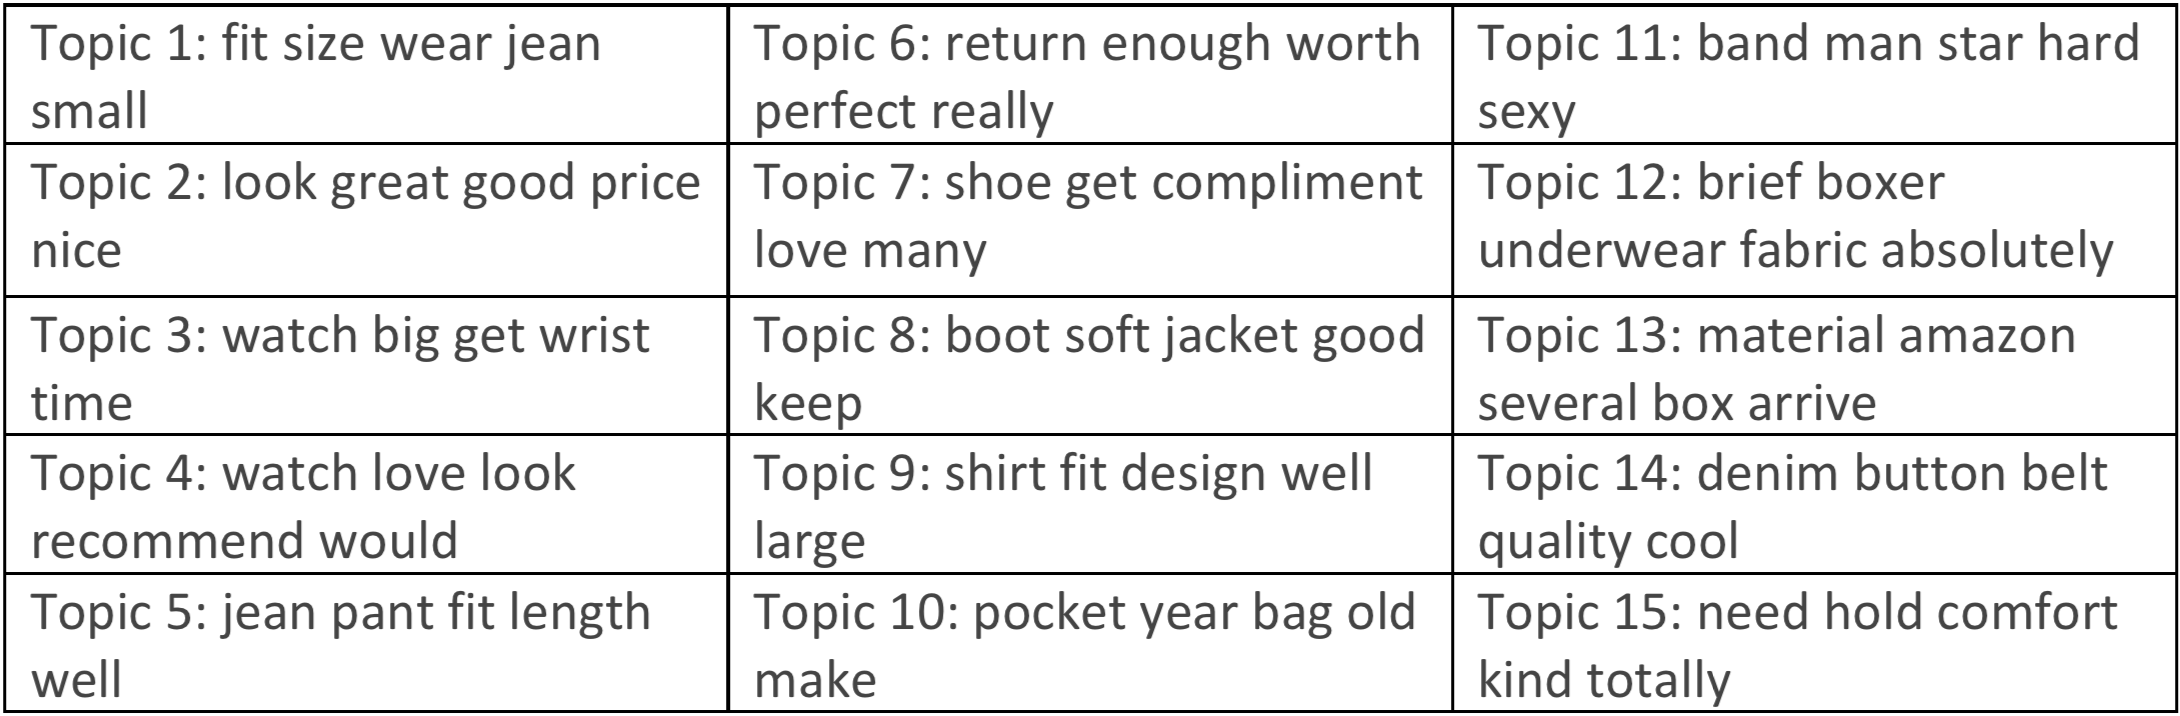 Topic 1: fit size wear jean
small
Topic 2: look great good price
nice
Topic 3: watch big get wrist
time
Topic 4: watch love look
recommend would
Topic 5: jean pant fit length
well
Topic 6: return enough worth
perfect really
Topic 7: shoe get compliment
love many
Topic 8: boot soft jacket good
keep
Topic 9: shirt fit design well
large
Topic 10: pocket year bag old
make
Topic 11: band man star hard
sexy
Topic 12: brief boxer
underwear fabric absolutely
Topic 13: material amazon
several box arrive
Topic 14: denim button belt
quality cool
Topic 15: need hold comfort
kind totally